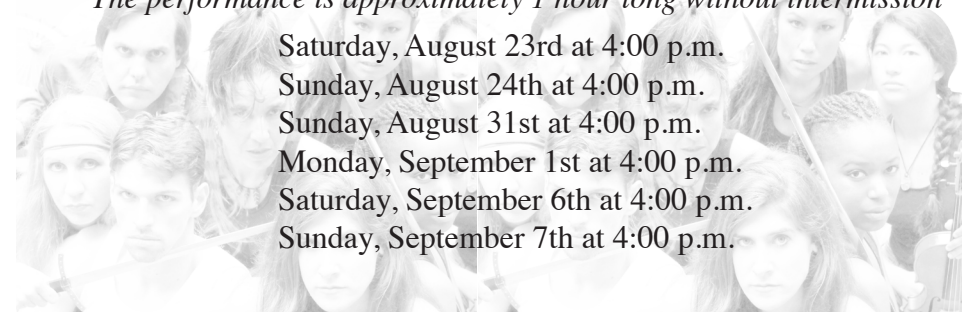 The performance is approximately 1 hour long without intermission
Saturday, August 23rd at 4:00 p.m.
Sunday, August 24th at 4:00 p.m.
Sunday, August 31st at 4:00 p.m.
Monday, September 1st at 4:00 p.m.
Saturday, September 6th at 4:00 p.m.
Sunday, September 7th at 4:00 p.m.